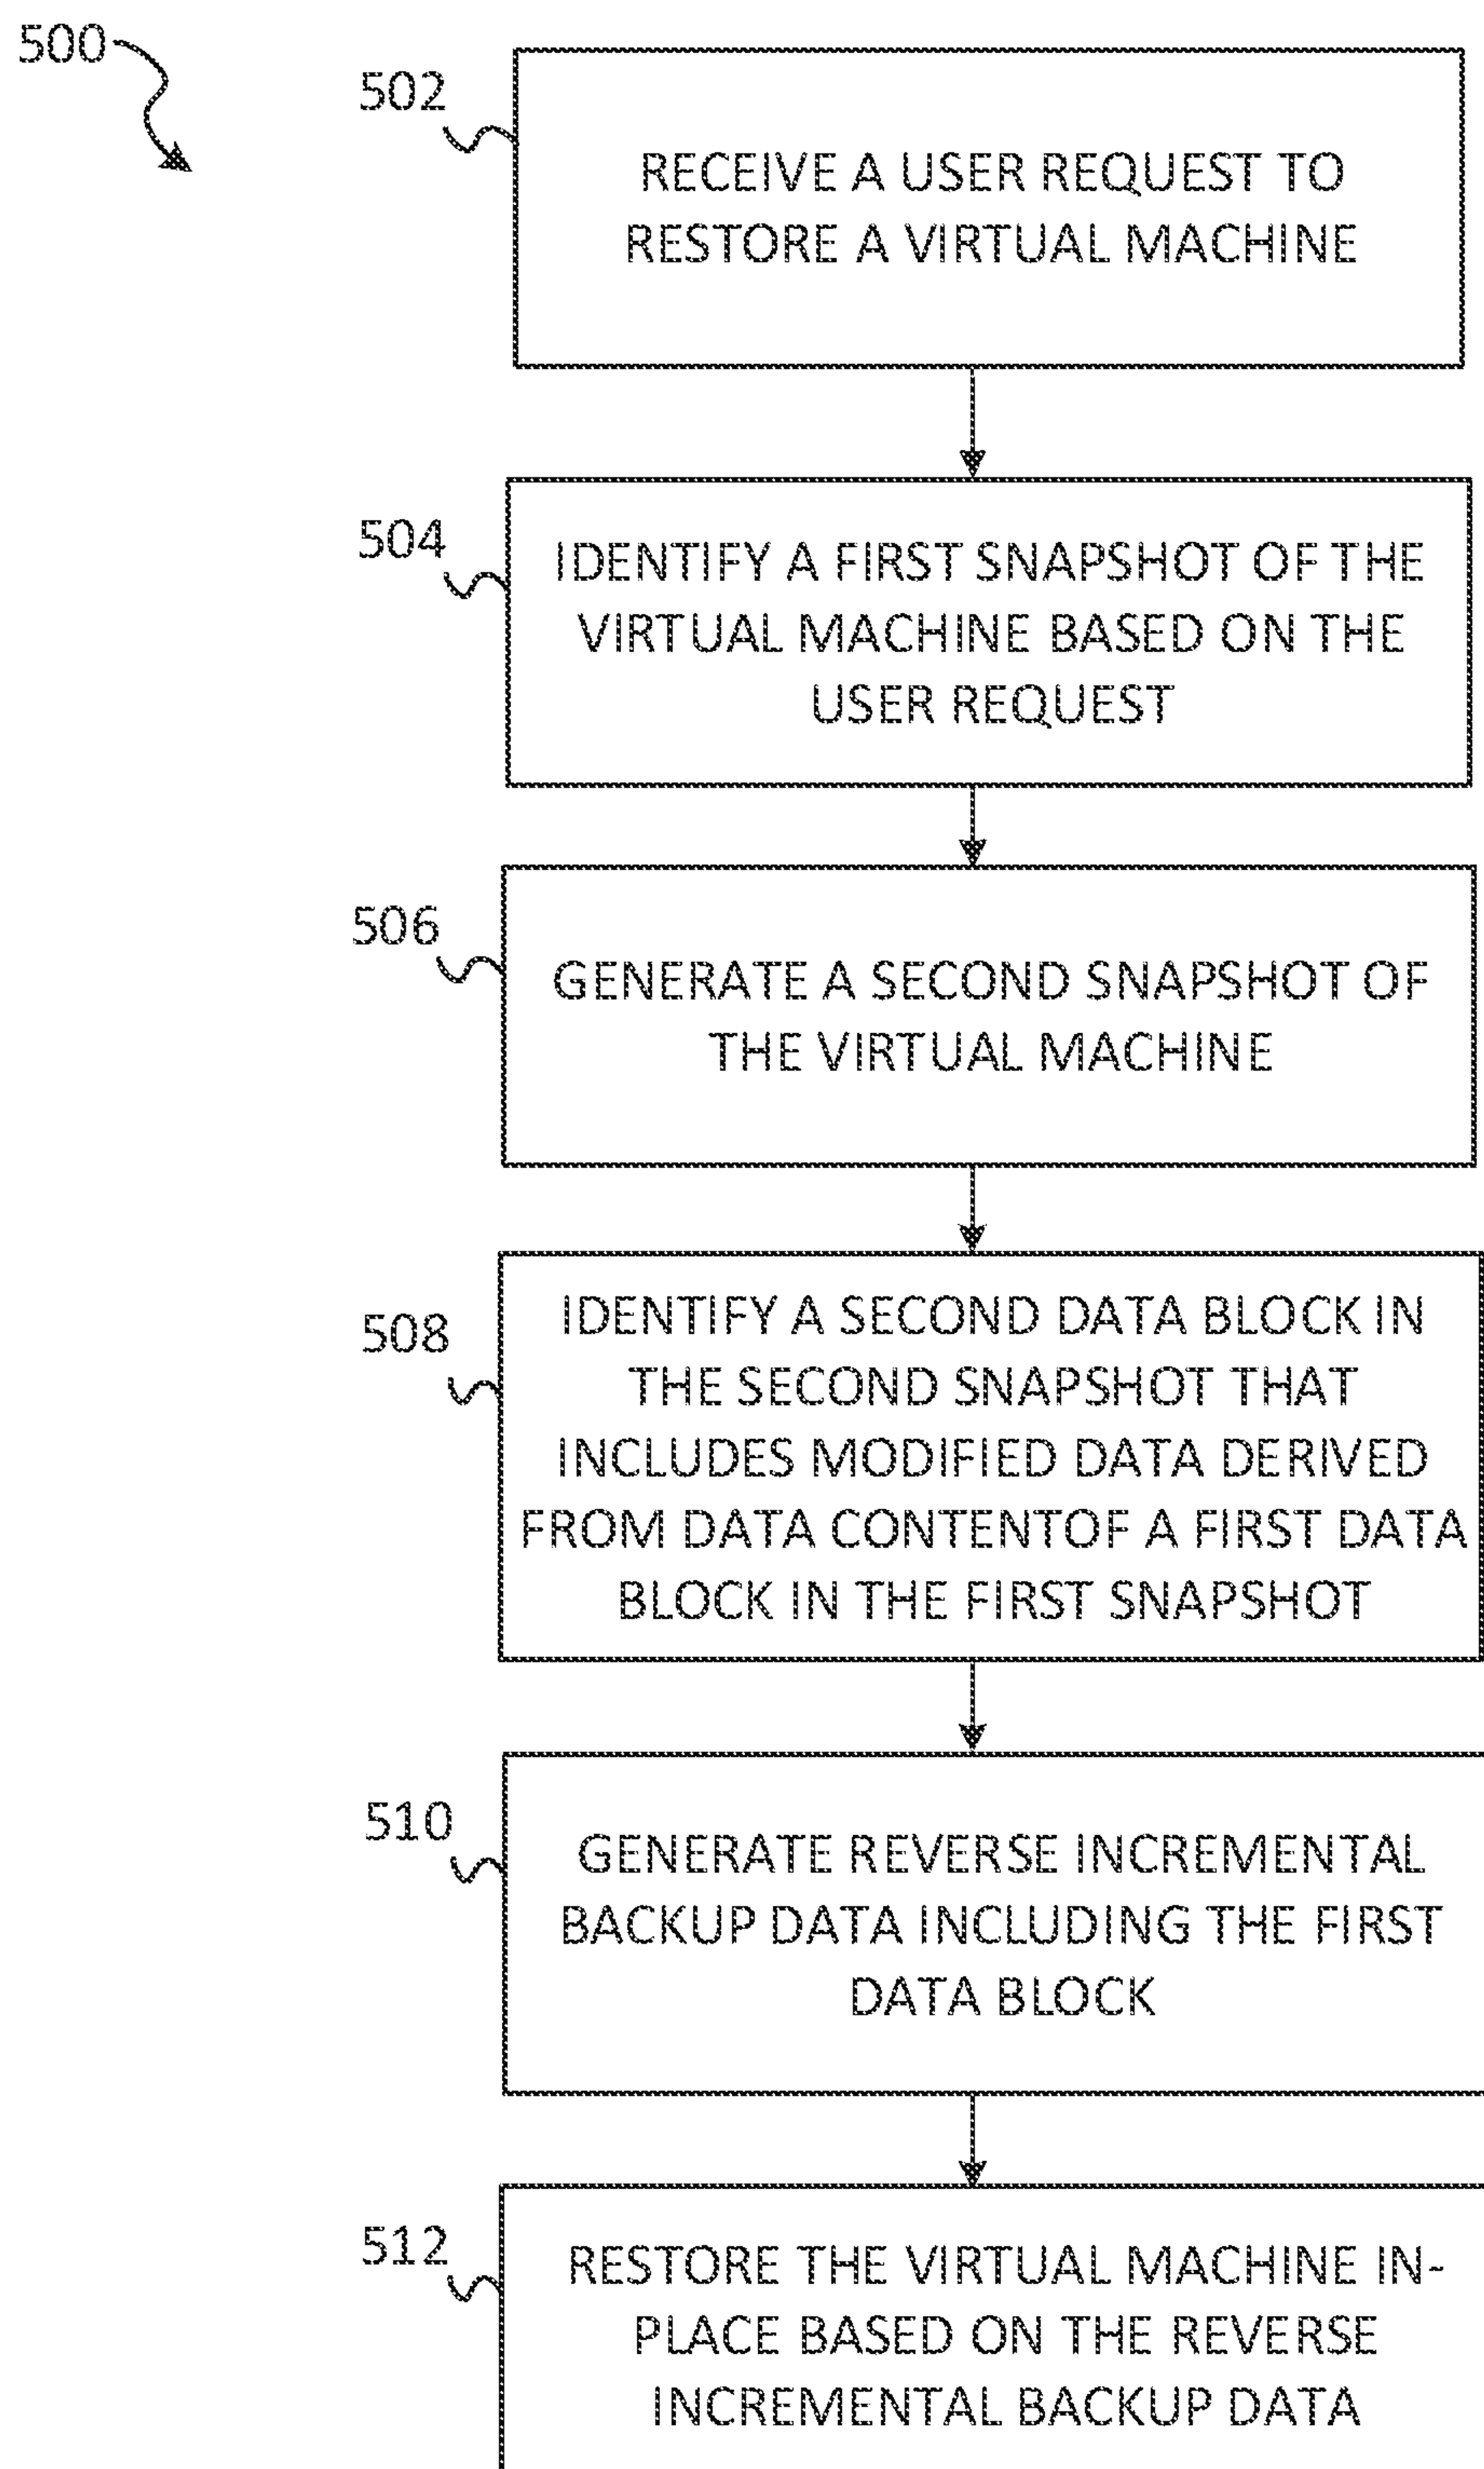 500
502
RECEIVE A USER REQUEST TO
RESTORE A VIRTUAL MACHINE
504
IDENTIFY A FIRST SNAPSHOT OF THE
VIRTUAL MACHINE BASED ON THE
USER REQUEST
506
GENERATE A SECOND SNAPSHOT OF
THE VIRTUAL MACHINE
508
IDENTIFY A SECOND DATA BLOCK IN
THE SECOND SNAPSHOT THAT
INCLUDES MODIFIED DATA DERIVED
FROM DATA CONTENTOF A FIRST DATA
BLOCK IN THE FIRST SNAPSHOT
510
GENERATE REVERSE INCREMENTAL
BACKUP DATA INCLUDING THE FIRST
DATA BLOCK
512
RESTORE THE VIRTUAL MACHINE IN-
PLACE BASED ON THE REVERSE
INCREMENTAL BACKUP DATA